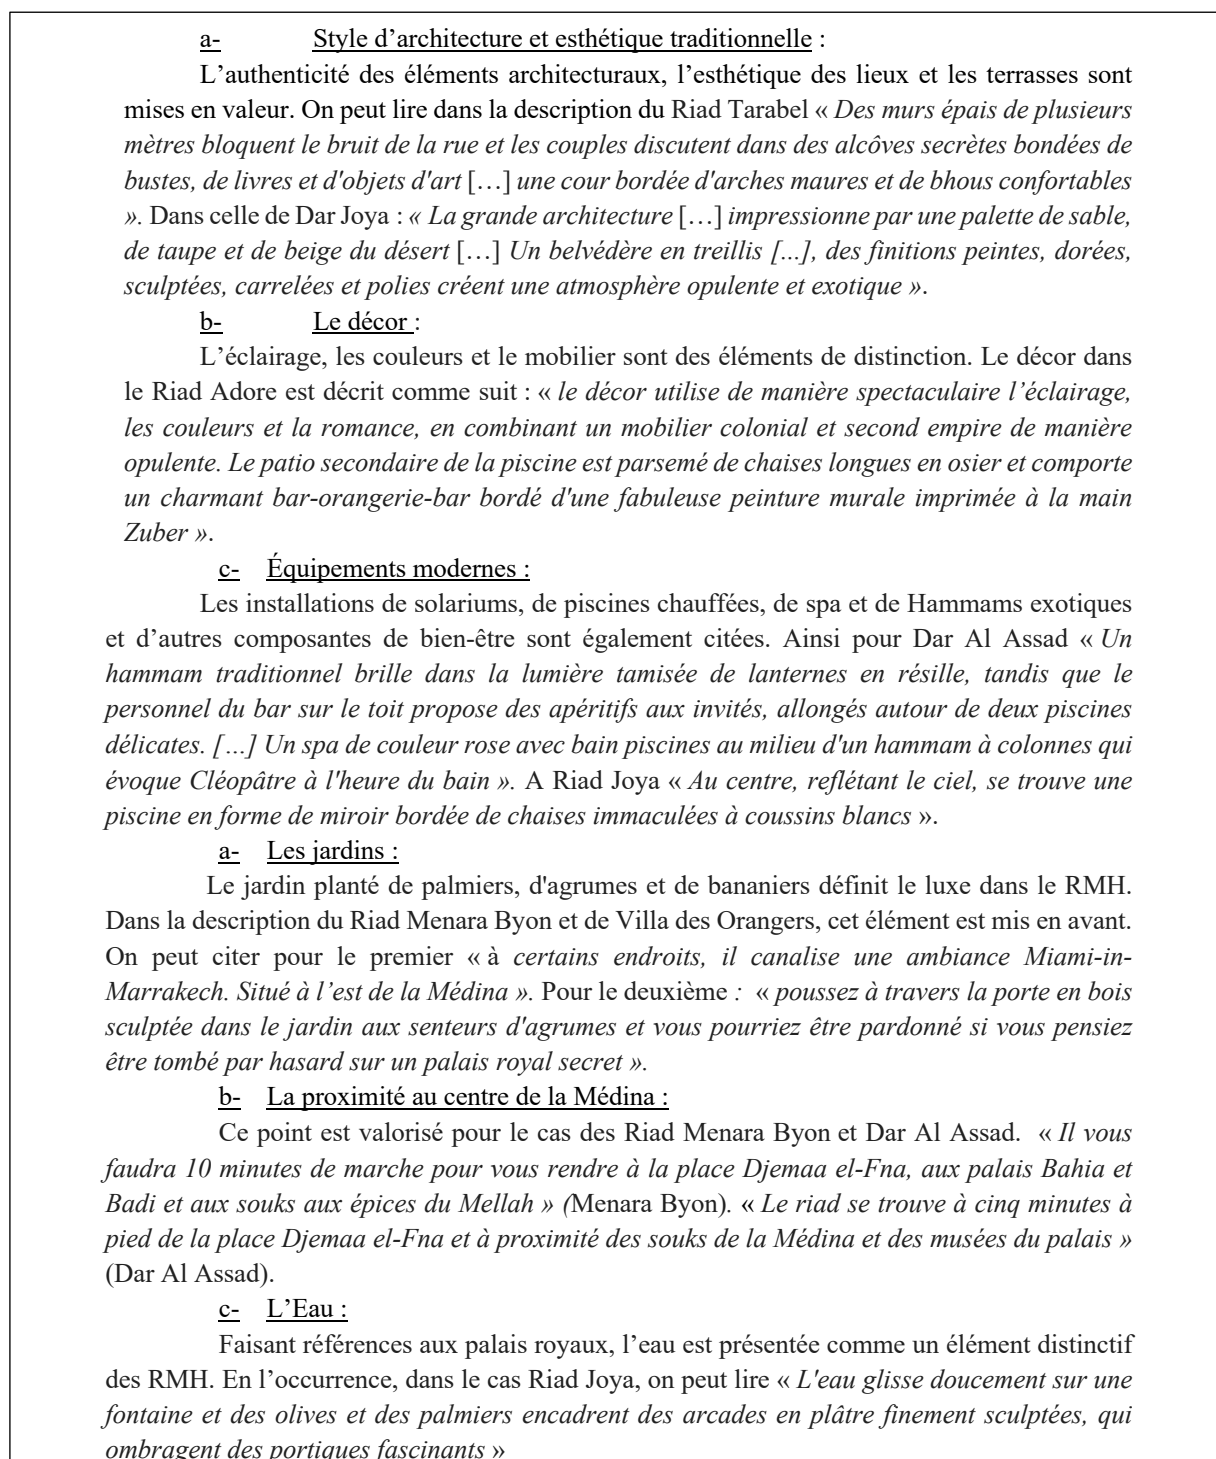 a- Style d’architecture et esthétique traditionnelle :
L’authenticité des éléments architecturaux, l’esthétique des lieux et les terrasses sont
mises en valeur. On peut lire dans la description du Riad Tarabel « Des murs épais de plusieurs
mètres bloquent le bruit de la rue et les couples discutent dans des alcôves secrètes bondées de
bustes, de livres et d'objets d'art […] une cour bordée d'arches maures et de bhous confortables
». Dans celle de Dar Joya : « La grande architecture […] impressionne par une palette de sable,
de taupe et de beige du désert […] Un belvédère en treillis [...], des finitions peintes, dorées,
sculptées, carrelées et polies créent une atmosphère opulente et exotique ».
b- Le décor :
L’éclairage, les couleurs et le mobilier sont des éléments de distinction. Le décor dans
le Riad Adore est décrit comme suit : « le décor utilise de manière spectaculaire l’éclairage,
les couleurs et la romance, en combinant un mobilier colonial et second empire de manière
opulente. Le patio secondaire de la piscine est parsemé de chaises longues en osier et comporte
un charmant bar-orangerie-bar bordé d'une fabuleuse peinture murale imprimée à la main
Zuber ».
c- Équipements modernes :
Les installations de solariums, de piscines chauffées, de spa et de Hammams exotiques
et d’autres composantes de bien-être sont également citées. Ainsi pour Dar Al Assad « Un
hammam traditionnel brille dans la lumière tamisée de lanternes en résille, tandis que le
personnel du bar sur le toit propose des apéritifs aux invités, allongés autour de deux piscines
délicates. […] Un spa de couleur rose avec bain piscines au milieu d'un hammam à colonnes qui
évoque Cléopâtre à l'heure du bain ». A Riad Joya « Au centre, reflétant le ciel, se trouve une
piscine en forme de miroir bordée de chaises immaculées à coussins blancs ».
a- Les jardins :
Le jardin planté de palmiers, d'agrumes et de bananiers définit le luxe dans le RMH.
Dans la description du Riad Menara Byon et de Villa des Orangers, cet élément est mis en avant.
On peut citer pour le premier « à certains endroits, il canalise une ambiance Miami-in-
Marrakech. Situé à l’est de la Médina ». Pour le deuxième : « poussez à travers la porte en bois
sculptée dans le jardin aux senteurs d'agrumes et vous pourriez être pardonné si vous pensiez
être tombé par hasard sur un palais royal secret ».
b- La proximité au centre de la Médina :
Ce point est valorisé pour le cas des Riad Menara Byon et Dar Al Assad. « Il vous
faudra 10 minutes de marche pour vous rendre à la place Djemaa el-Fna, aux palais Bahia et
Badi et aux souks aux épices du Mellah » (Menara Byon). « Le riad se trouve à cinq minutes à
pied de la place Djemaa el-Fna et à proximité des souks de la Médina et des musées du palais »
(Dar Al Assad).
c- L’Eau :
Faisant références aux palais royaux, l’eau est présentée comme un élément distinctif
des RMH. En l’occurrence, dans le cas Riad Joya, on peut lire « L'eau glisse doucement sur une
fontaine et des olives et des palmiers encadrent des arcades en plâtre finement sculptées, qui
ombragent des portiques fascinants »